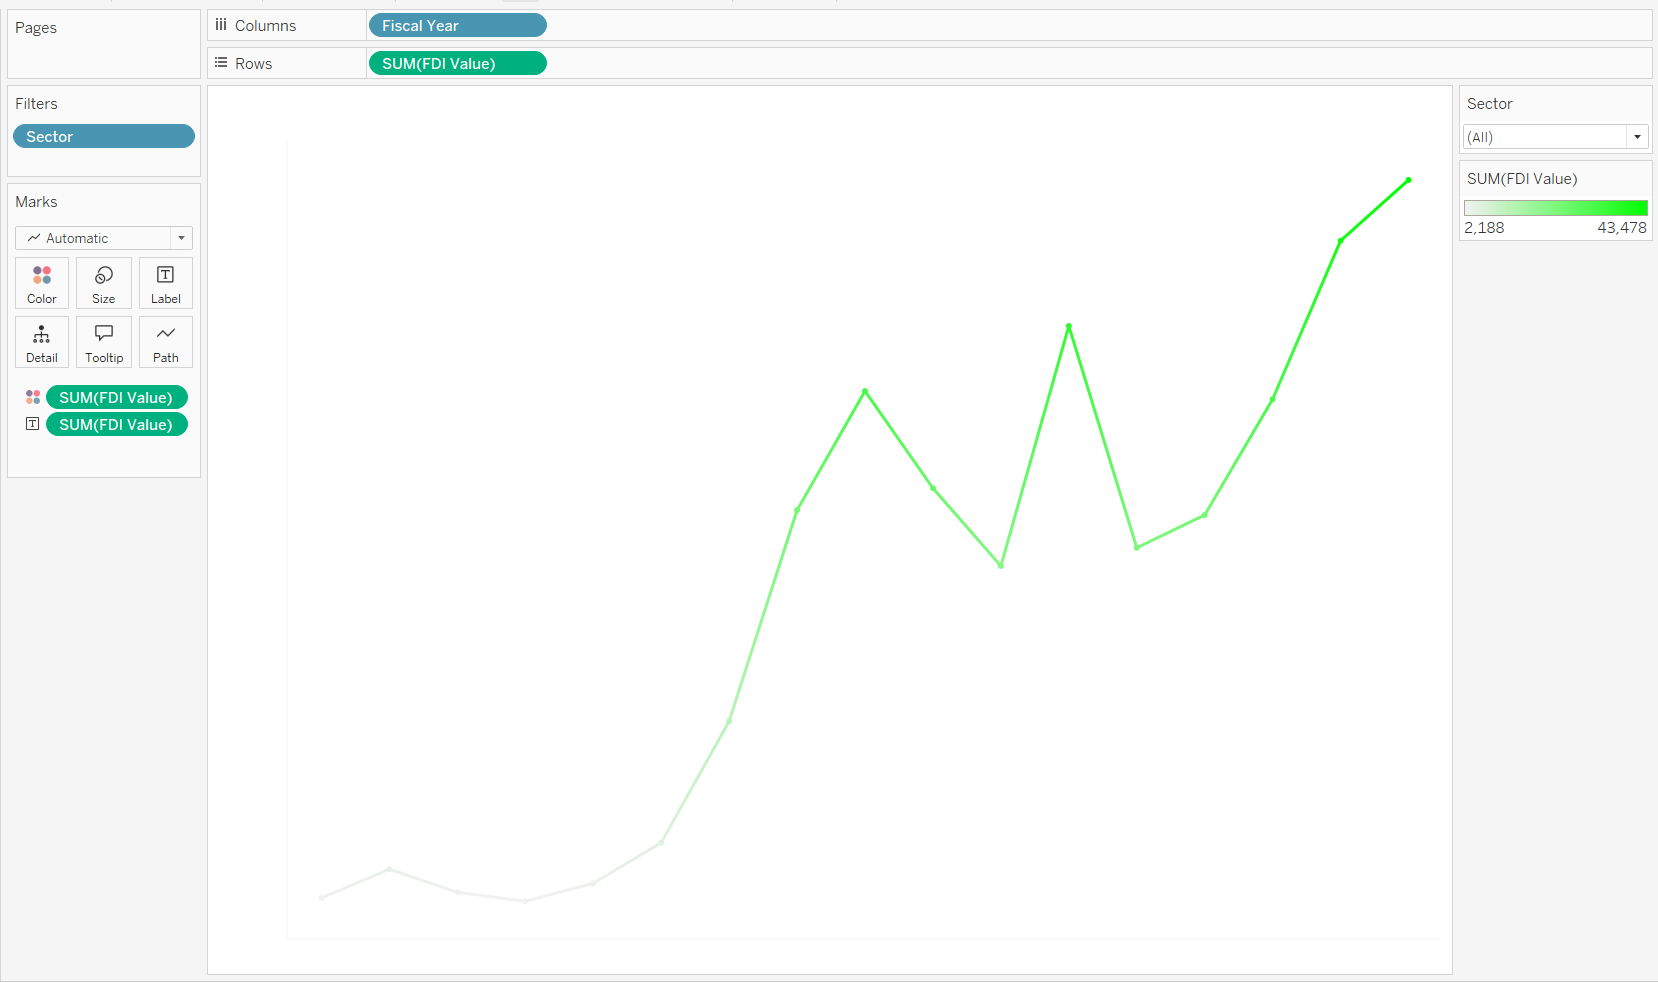 Pages
Columns
Fiscal Year
Rows
SUM(FDI Value)
Filters
Sector
Marks
Automatic
Color
Size
Label
Detail
Tooltip
Path
SUM(FDI Value)
SUM(FDI Value)
Sector
(All)
SUM(FDI Value)
2,188 43,478